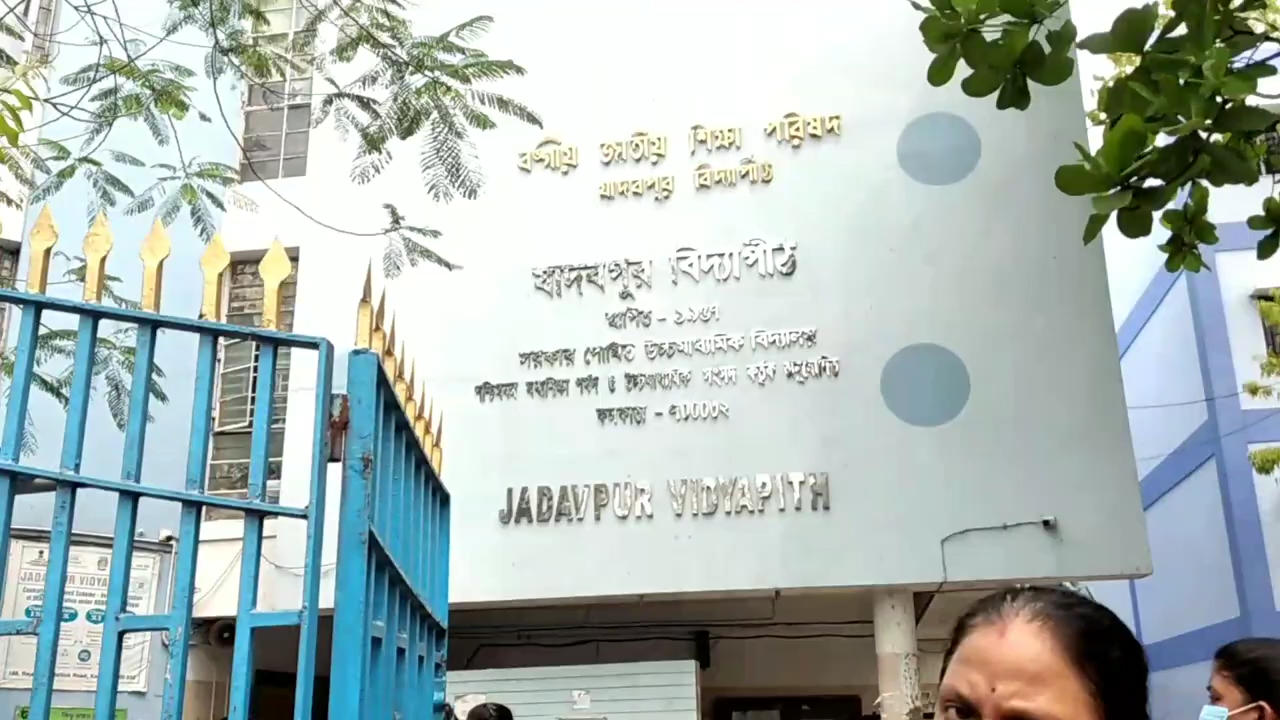 বঙ্গীয় জাতীয় শিক্ষা পরিষদ
যাদবপুর বিদ্যাপীঠ
যাদবপুর বিদ্যাপীঠ
স্থাপিত - ১৯৫৭
সরকার পোষিত উচ্চমাধ্যমিক বিদ্যালয়
পশ্চিমবঙ্গ মধ্যশিক্ষা পর্ষদ ও উচ্চমাধ্যমিক সংসদ কর্তৃক অনুমোদিত
কলকাতা - ৭০০০৩২
JADAVPUR VIDYAPITH